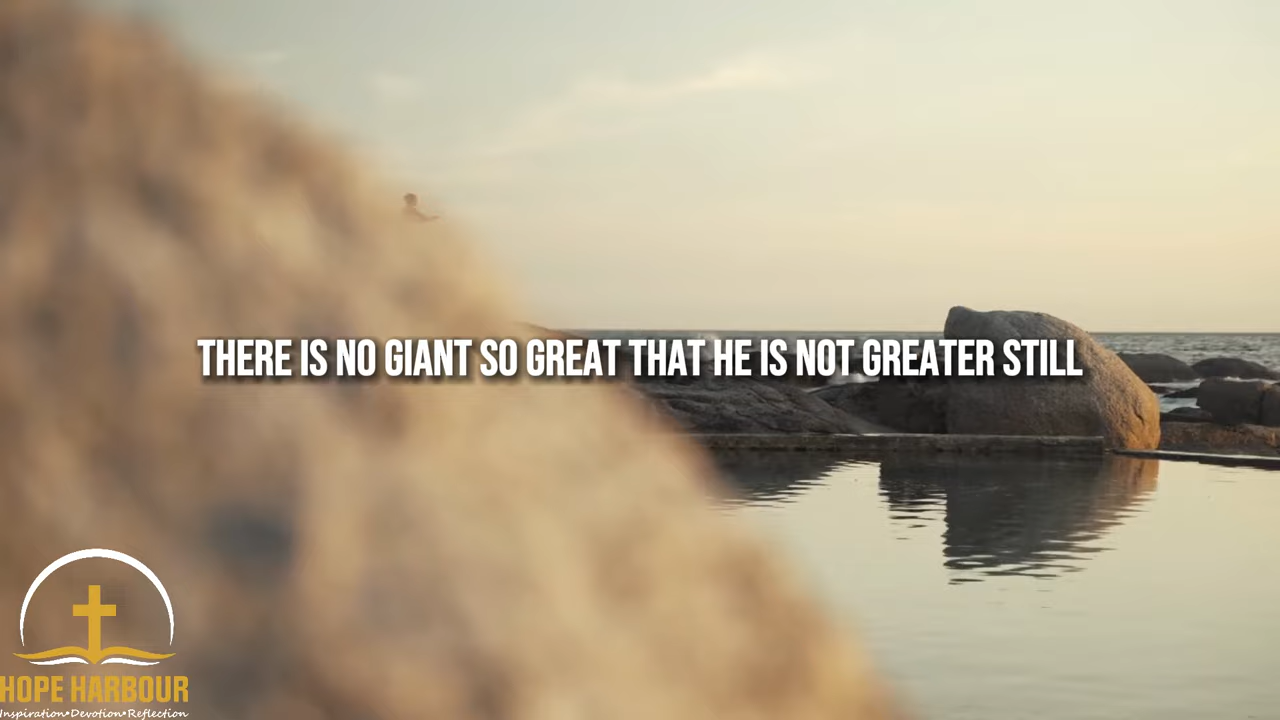 THERE IS NO GIANT SO GREAT THAT HE IS NOT GREATER STILL
HOPE HARBOUR
Inspiration•Devotion•Reflection